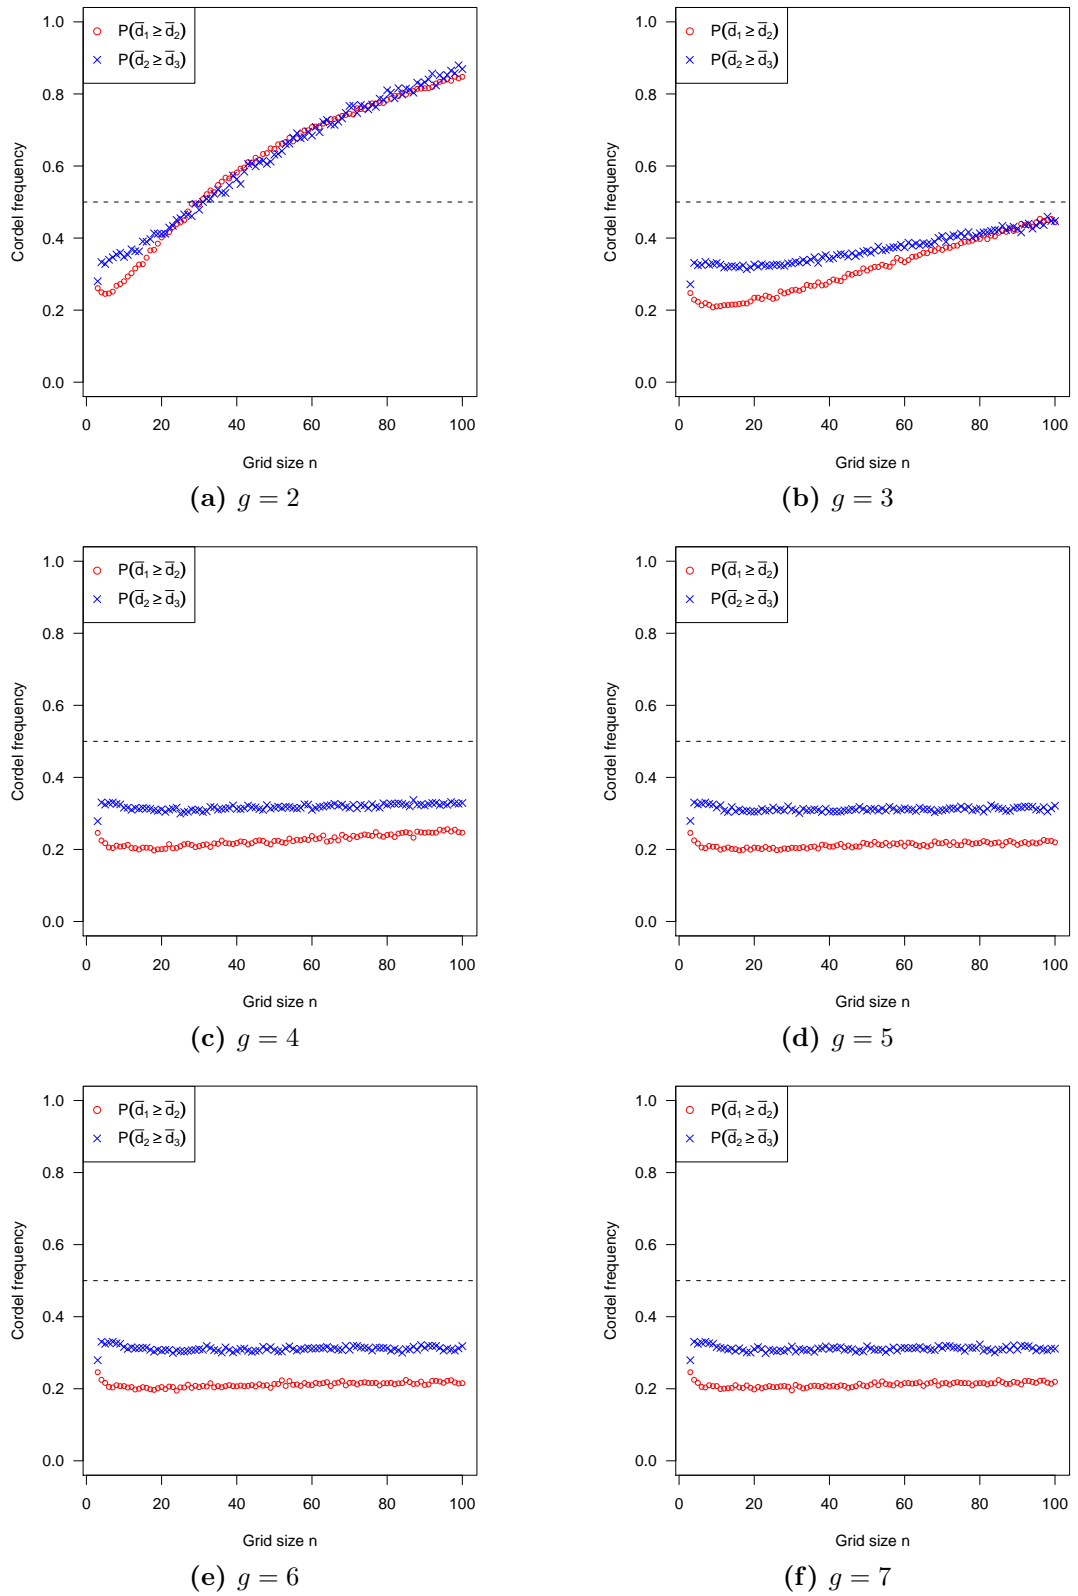 P(d̅₁ ≥ d̅₂)
P(d̅₂ ≥ d̅₃)
Cordel frequency
1.0
0.8
0.6
0.4
0.2
0.0
0 20 40 60 80 100
Grid size n
(a) g = 2
P(d̅₁ ≥ d̅₂)
P(d̅₂ ≥ d̅₃)
Cordel frequency
1.0
0.8
0.6
0.4
0.2
0.0
0 20 40 60 80 100
Grid size n
(b) g = 3
P(d̅₁ ≥ d̅₂)
P(d̅₂ ≥ d̅₃)
Cordel frequency
1.0
0.8
0.6
0.4
0.2
0.0
0 20 40 60 80 100
Grid size n
(c) g = 4
P(d̅₁ ≥ d̅₂)
P(d̅₂ ≥ d̅₃)
Cordel frequency
1.0
0.8
0.6
0.4
0.2
0.0
0 20 40 60 80 100
Grid size n
(d) g = 5
P(d̅₁ ≥ d̅₂)
P(d̅₂ ≥ d̅₃)
Cordel frequency
1.0
0.8
0.6
0.4
0.2
0.0
0 20 40 60 80 100
Grid size n
(e) g = 6
P(d̅₁ ≥ d̅₂)
P(d̅₂ ≥ d̅₃)
Cordel frequency
1.0
0.8
0.6
0.4
0.2
0.0
0 20 40 60 80 100
Grid size n
(f) g = 7